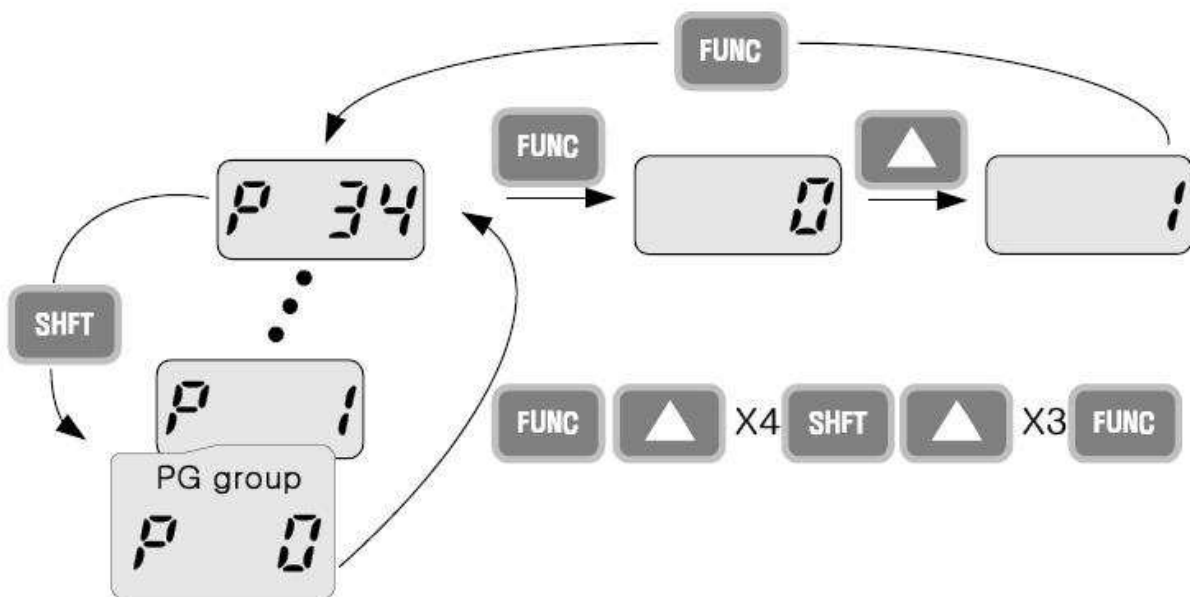 FUNC
FUNC
P 34
0
1
SHFT
P 1
FUNC X4 SHFT X3 FUNC
PG group
P 0